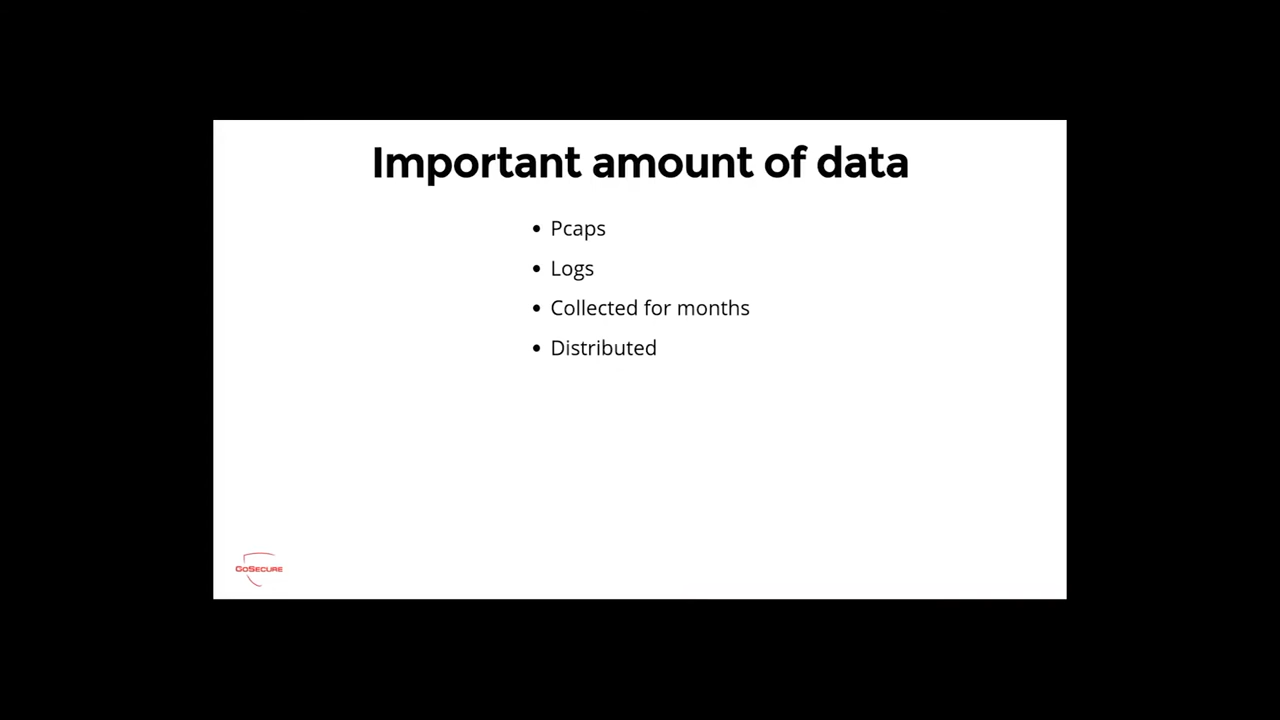 Important amount of data
• Pcaps
• Logs
• Collected for months
• Distributed
GoSecure